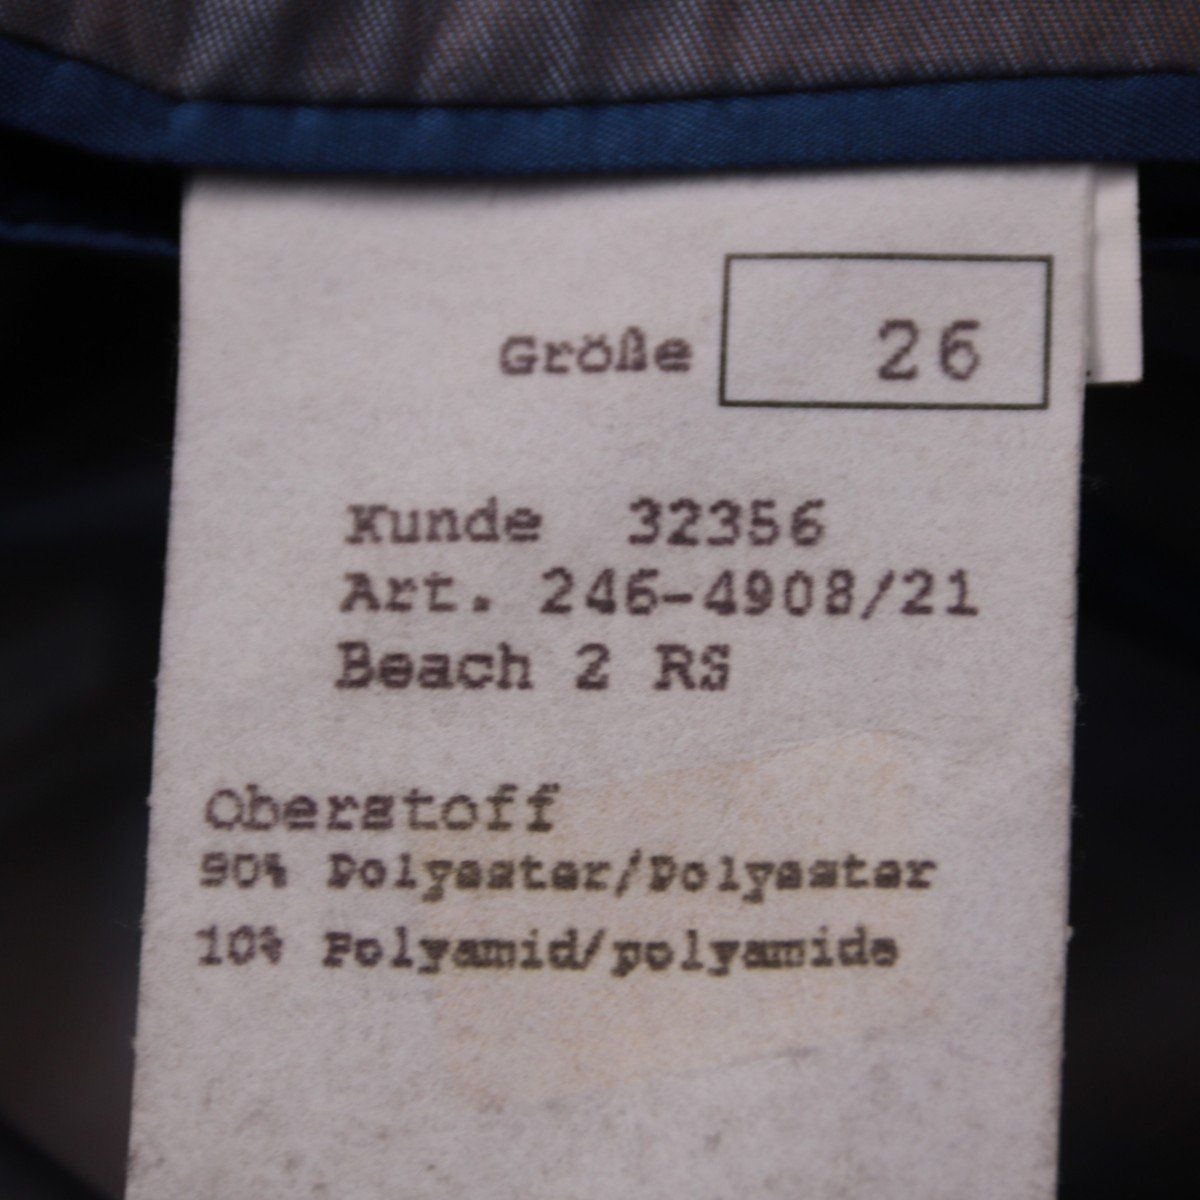 Größe 26
Kunde 32356
Art. 246-4908/21
Beach 2 RS
Oberstoff
90% Polyester/Polyester
10% Polyamid/polyamide